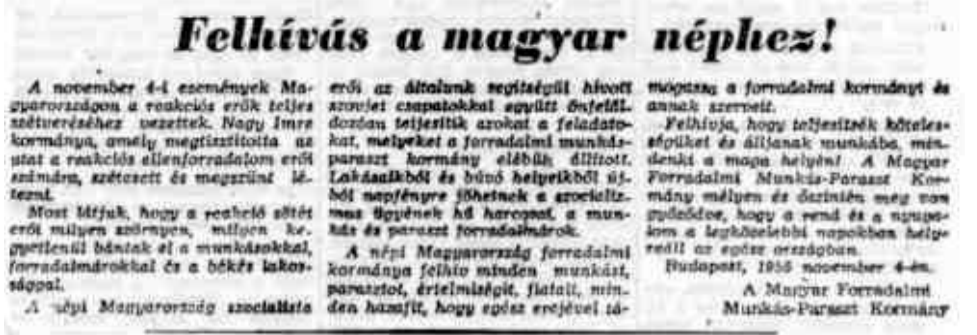 Felhívás a magyar néphez!
A november 4-i események Ma-
gyarországon a reakciós erők teljes
szétveréséhez vezettek. Nagy Imre
kormánya, amely megtisztította az
utat a reakciós ellenforradalom erői
számára, szétesett és megszűnt lé-
tezni.
Most látjuk, hogy a reakció sötét
erői milyen szörnyen, milyen ke-
gyetlenül bántak el a munkásokkal,
forradalmárokkal és a békés lakos-
sággal.
A népi Magyarország szocialista
erői az általunk segítségül hívott
szovjet csapatokkal együtt önfelál-
dozóan teljesítik azokat a feladato-
kat, melyeket a forradalmi munkás-
paraszt kormány elébük állított.
Lakásaikból és búvó helyeikből új-
ból napfényre jöhetnek a szocializ-
mus ügyének hű harcosai, a mun-
kás és paraszt forradalmárok.
A népi Magyarország forradalmi
kormánya felhív minden munkást,
parasztot, értelmiségit, fiatalt, min-
den hazafit, hogy egész erejével tá-
mogassa a forradalmi kormányt és
annak szerveit.
Felhívja, hogy teljesítsék köteles-
ségüket és álljanak munkába, min-
denki a maga helyén! A Magyar
Forradalmi Munkás-Paraszt Kor-
mány mélyen és őszintén meg van
győződve, hogy a rend és a nyuga-
lom a legközelebbi napokban helyre-
áll az egész országban.
Budapest, 1956 november 4-én.
A Magyar Forradalmi
Munkás-Paraszt Kormány